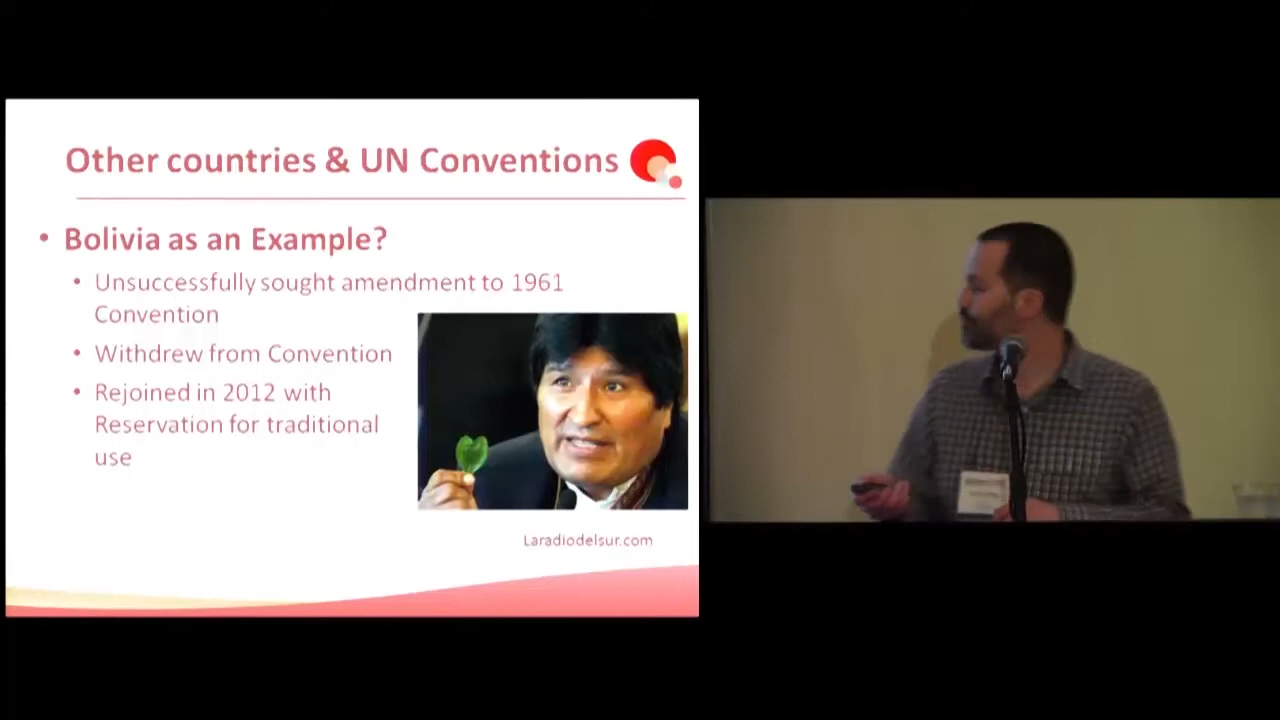 Other countries & UN Conventions
• Bolivia as an Example?
• Unsuccessfully sought amendment to 1961
Convention
• Withdrew from Convention
• Rejoined in 2012 with
Reservation for traditional
use
Laradiodelsur.com